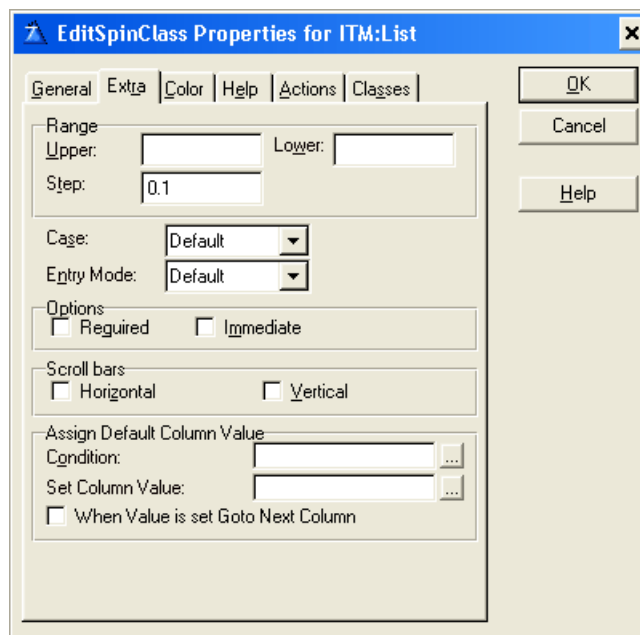 EditSpinClass Properties for ITM:List
General Extra Color Help Actions Classes
OK
Cancel
Help
Range
Upper: Lower:
Step: 0.1
Case: Default
Entry Mode: Default
Options
Required Immediate
Scroll bars
Horizontal Vertical
Assign Default Column Value
Condition: ...
Set Column Value: ...
When Value is set Goto Next Column